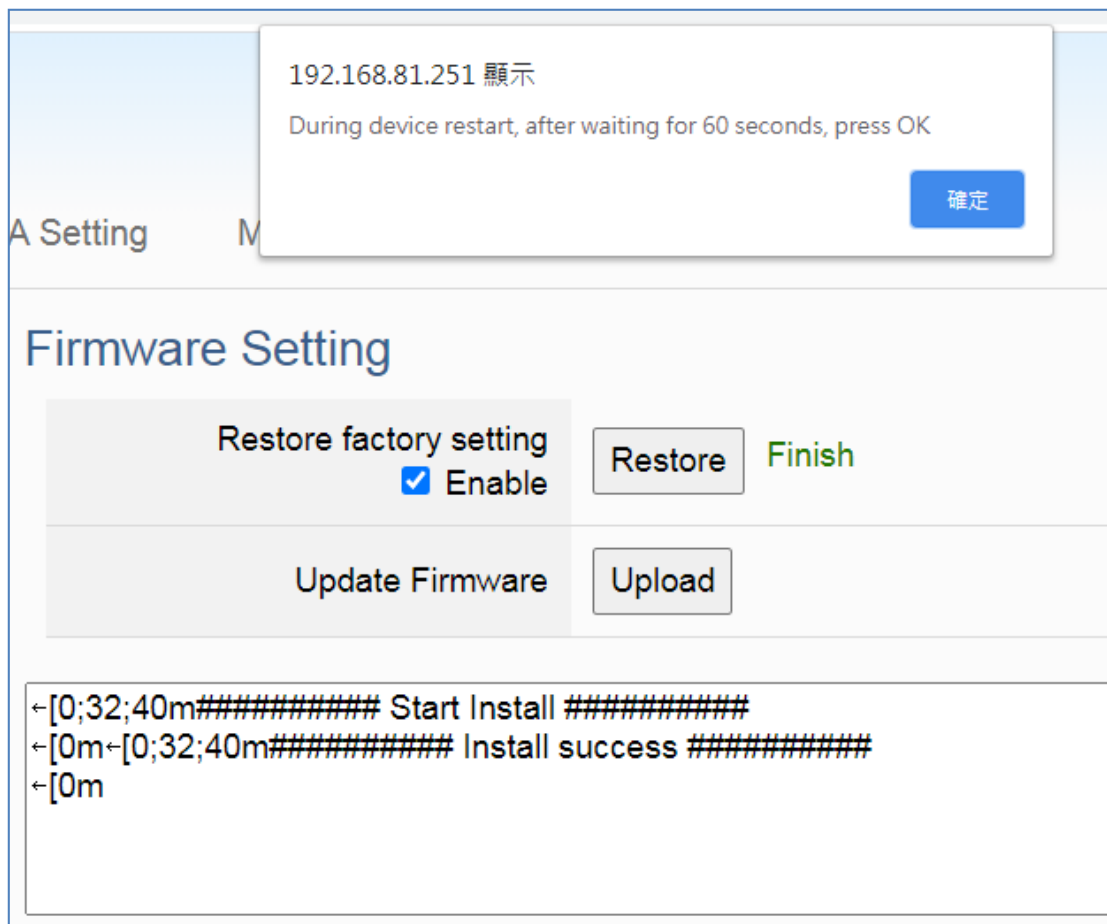 192.168.81.251 顯示
During device restart, after waiting for 60 seconds, press OK
確定
A Setting
M
Firmware Setting
Restore factory setting
Enable
Restore
Finish
Update Firmware
Upload
←[0;32;40m########## Start Install ##########
←[0m←[0;32;40m########## Install success ##########
←[0m